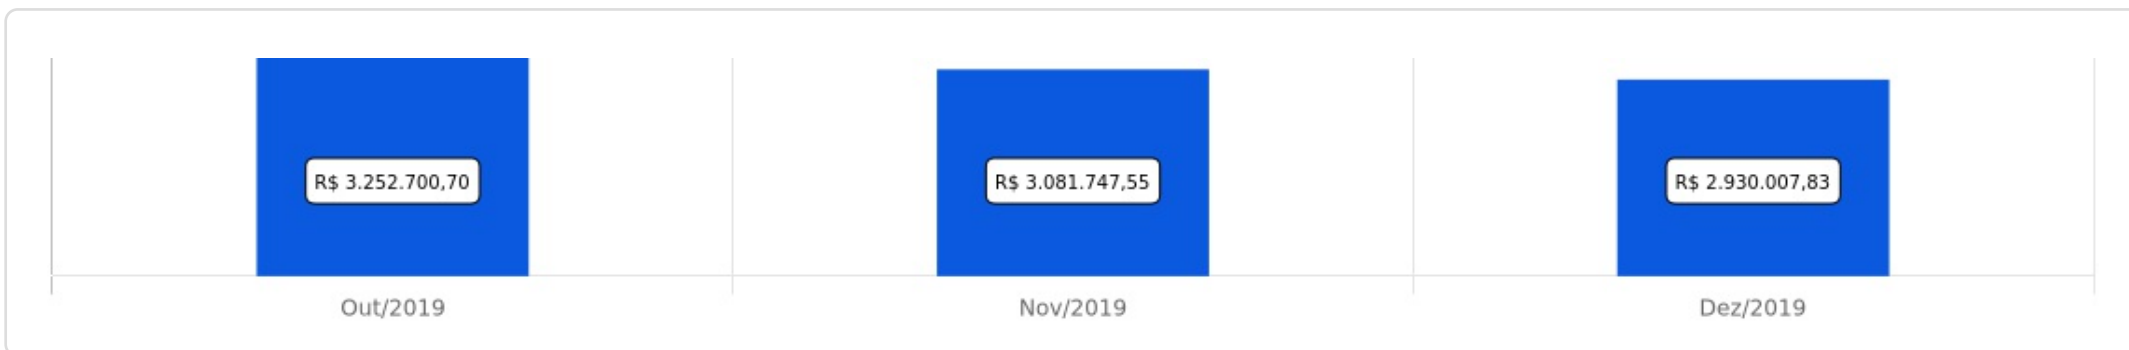 R$ 3.252.700,70
R$ 3.081.747,55
R$ 2.930.007,83
Out/2019
Nov/2019
Dez/2019